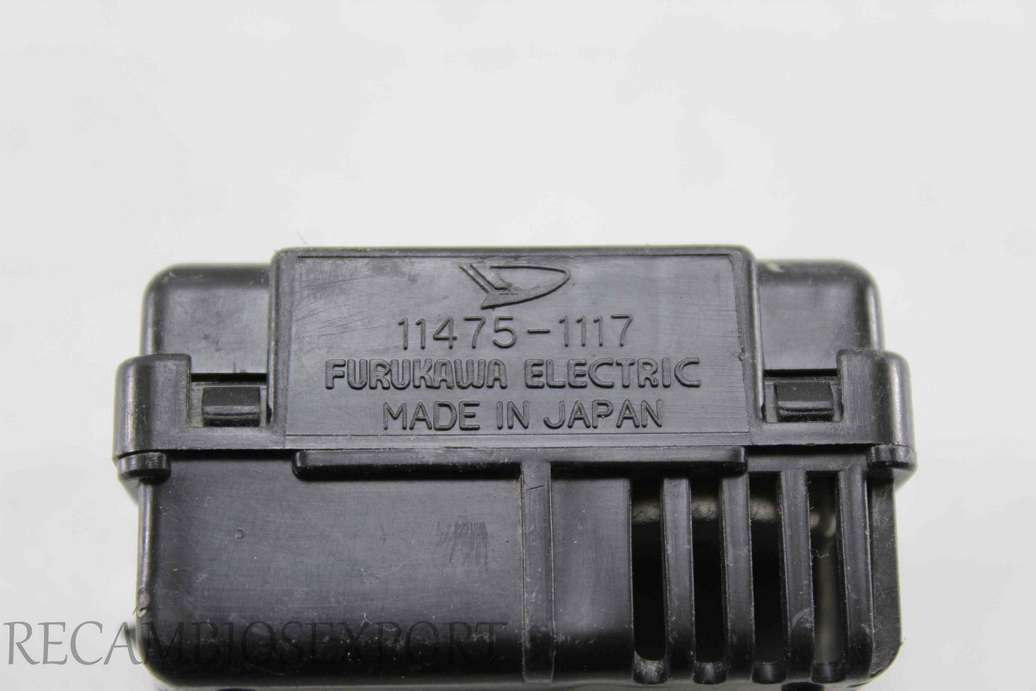 11475-1117
FURUKAWA ELECTRIC
MADE IN JAPAN
RECAMBIOSEXPORT